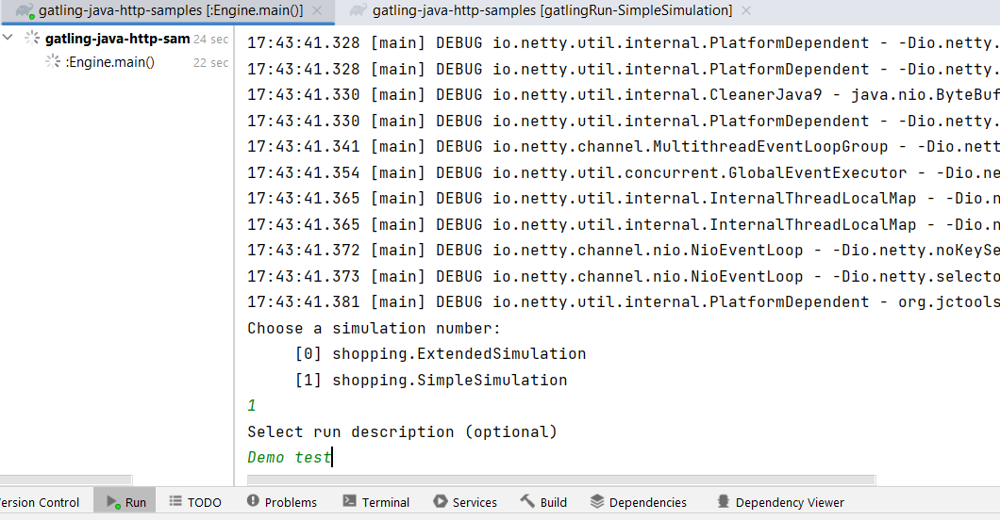 gatling-java-http-samples [:Engine.main()] × gatling-java-http-samples [gatlingRun-SimpleSimulation] ×
gatling-java-http-sam 24 sec
:Engine.main() 22 sec
17:43:41.328 [main] DEBUG io.netty.util.internal.PlatformDependent - -Dio.netty.
17:43:41.328 [main] DEBUG io.netty.util.internal.PlatformDependent - -Dio.netty.
17:43:41.330 [main] DEBUG io.netty.util.internal.CleanerJava9 - java.nio.ByteBuf
17:43:41.330 [main] DEBUG io.netty.util.internal.PlatformDependent - -Dio.netty.
17:43:41.341 [main] DEBUG io.netty.channel.MultithreadEventLoopGroup - -Dio.nett
17:43:41.354 [main] DEBUG io.netty.util.concurrent.GlobalEventExecutor - -Dio.ne
17:43:41.365 [main] DEBUG io.netty.util.internal.InternalThreadLocalMap - -Dio.n
17:43:41.365 [main] DEBUG io.netty.util.internal.InternalThreadLocalMap - -Dio.n
17:43:41.372 [main] DEBUG io.netty.channel.nio.NioEventLoop - -Dio.netty.noKeySe
17:43:41.373 [main] DEBUG io.netty.channel.nio.NioEventLoop - -Dio.netty.selecto
17:43:41.381 [main] DEBUG io.netty.util.internal.PlatformDependent - org.jctools
Choose a simulation number:
[0] shopping.ExtendedSimulation
[1] shopping.SimpleSimulation
1
Select run description (optional)
Demo test
ersion Control Run TODO Problems Terminal Services Build Dependencies Dependency Viewer